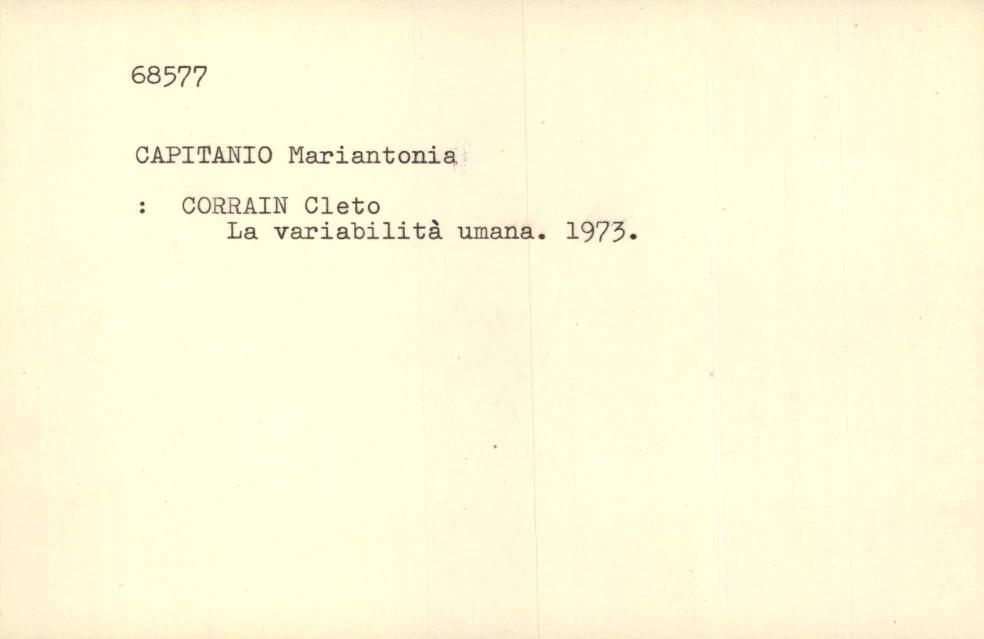 68577
CAPITANIO Mariantonia
: CORRAIN Cleto
La variabilità umana. 1973.